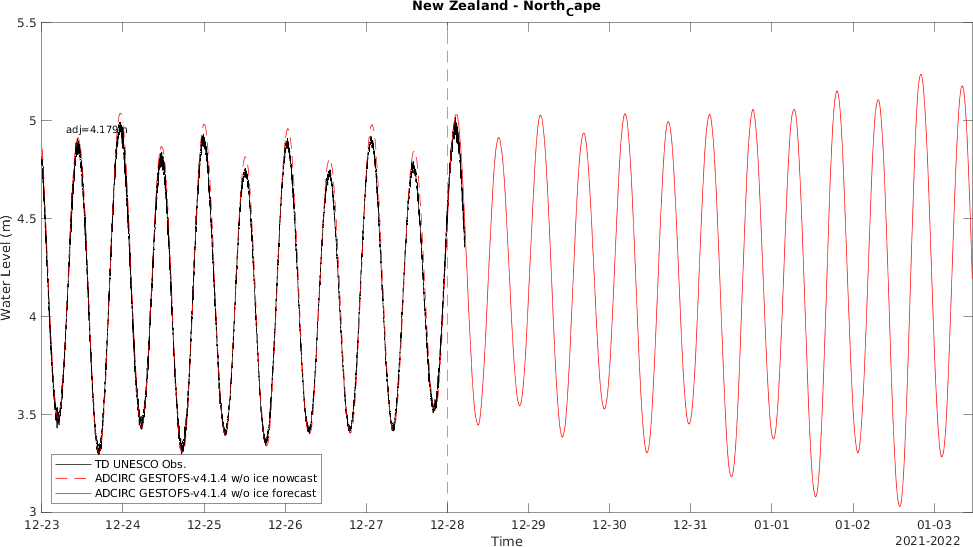 New Zealand - NorthCape
5.5
5
4.5
4
3.5
3
Water Level (m)
adj=4.179m
TD UNESCO Obs.
ADCIRC GESTOFS-v4.1.4 w/o ice nowcast
ADCIRC GESTOFS-v4.1.4 w/o ice forecast
12-23 12-24 12-25 12-26 12-27 12-28 12-29 12-30 12-31 01-01 01-02 01-03
Time
2021-2022